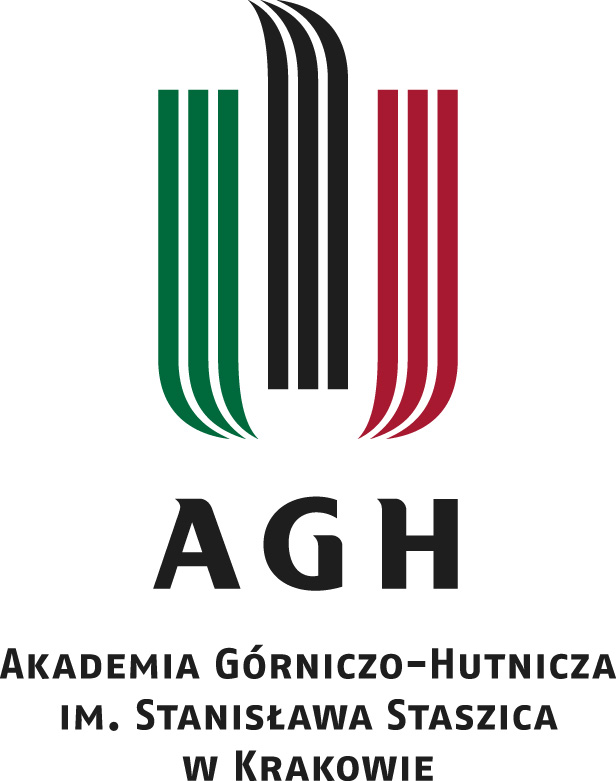 AGH
Akademia Górniczo-Hutnicza
im. Stanisława Staszica
w Krakowie